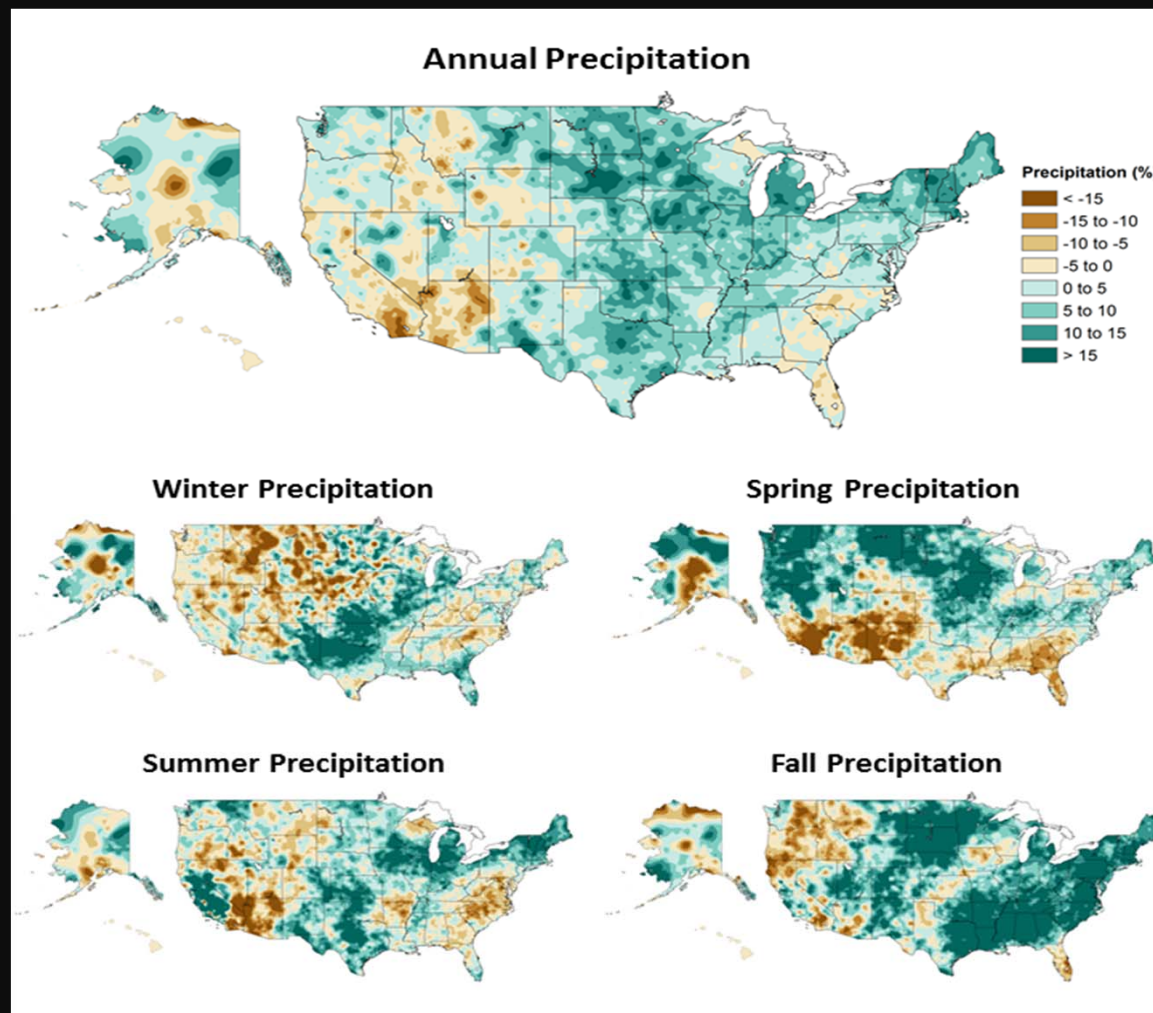 Annual Precipitation
Precipitation (%
< -15
-15 to -10
-10 to -5
-5 to 0
0 to 5
5 to 10
10 to 15
> 15
Winter Precipitation
Spring Precipitation
Summer Precipitation
Fall Precipitation